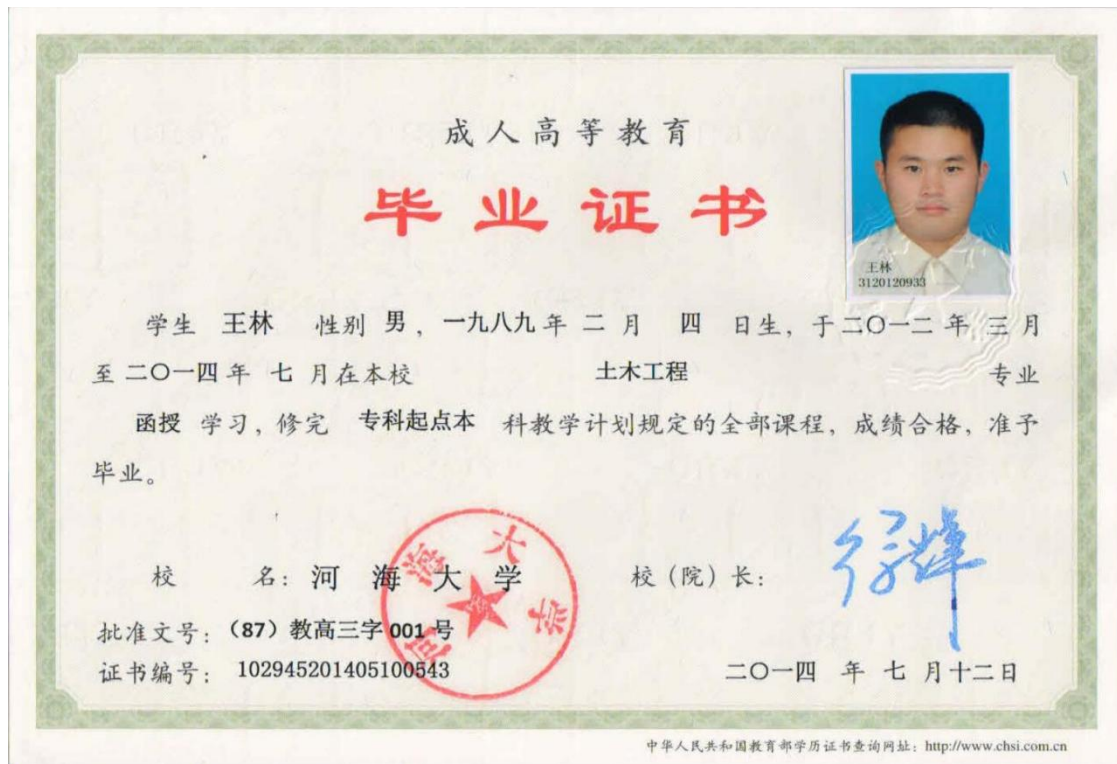 成人高等教育
毕业证书
王林
3120120933
学生 王林 性别 男，一九八九年 二 月 四 日生，于二〇一二年 三月
至二〇一四年 七 月在本校 土木工程 专业
函授 学习，修完 专科起点本 科教学计划规定的全部课程，成绩合格，准予
毕业。
校 名：河 海 大 学 校（院）长：
河海大学
批准文号：（87）教高三字 001 号
证书编号：102945201405100543
二〇一四 年 七 月十二日
中华人民共和国教育部学历证书查询网址：http://www.chsi.com.cn